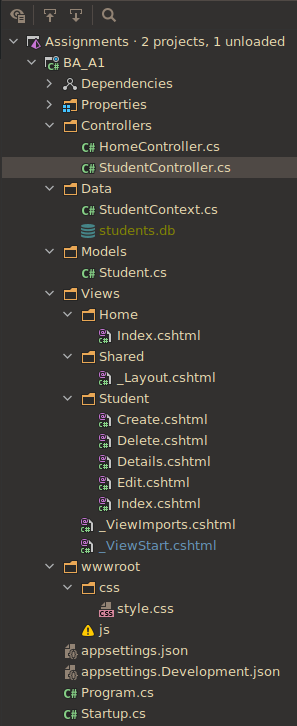 Assignments · 2 projects, 1 unloaded
BA_A1
Dependencies
Properties
Controllers
C# HomeController.cs
C# StudentController.cs
Data
C# StudentContext.cs
students.db
Models
C# Student.cs
Views
Home
Index.cshtml
Shared
_Layout.cshtml
Student
Create.cshtml
Delete.cshtml
Details.cshtml
Edit.cshtml
Index.cshtml
_ViewImports.cshtml
_ViewStart.cshtml
wwwroot
css
style.css
js
appsettings.json
appsettings.Development.json
C# Program.cs
C# Startup.cs